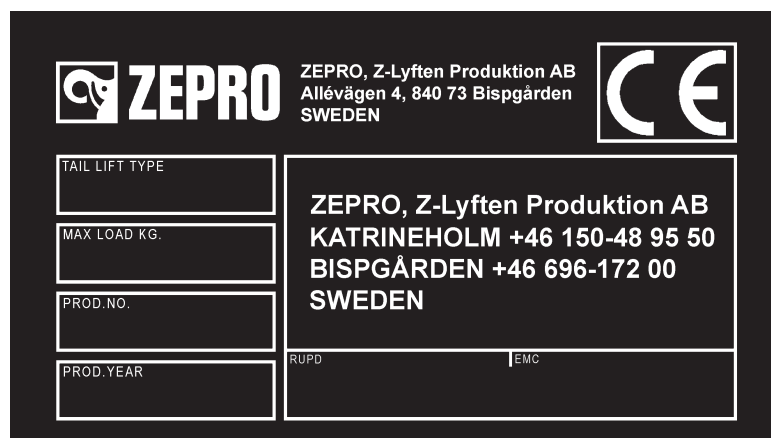 ZEPRO
ZEPRO, Z-Lyften Produktion AB
Allévägen 4, 840 73 Bispgården
SWEDEN
CE
TAIL LIFT TYPE
MAX LOAD KG.
PROD.NO.
PROD.YEAR
ZEPRO, Z-Lyften Produktion AB
KATRINEHOLM +46 150-48 95 50
BISPGÅRDEN +46 696-172 00
SWEDEN
RUPD
EMC